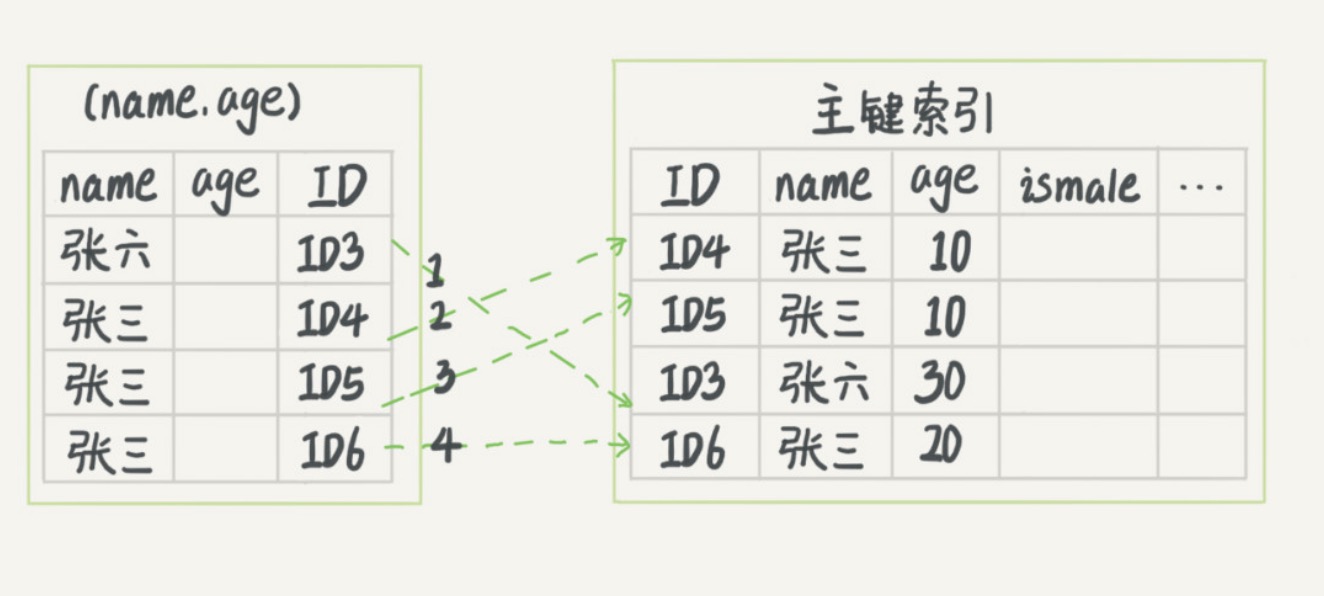 (name.age)
name age ID
张六 ID3
张三 ID4
张三 ID5
张三 ID6
1
2
3
4
主键索引
ID name age ismale ...
ID4 张三 10
ID5 张三 10
ID3 张六 30
ID6 张三 20